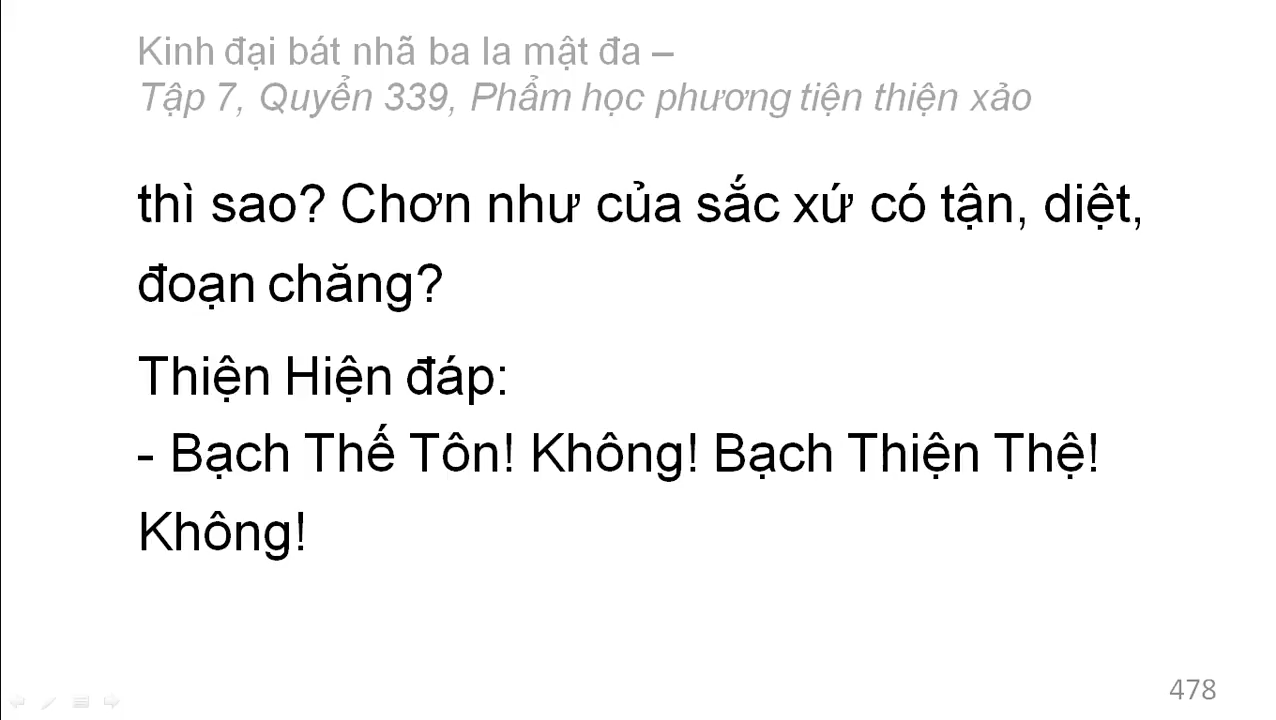 Kinh đại bát nhã ba la mật đa –
Tập 7, Quyển 339, Phẩm học phương tiện thiện xảo
thì sao? Chơn như của sắc xứ có tận, diệt,
đoạn chăng?
Thiện Hiện đáp:
- Bạch Thế Tôn! Không! Bạch Thiện Thệ!
Không!
478